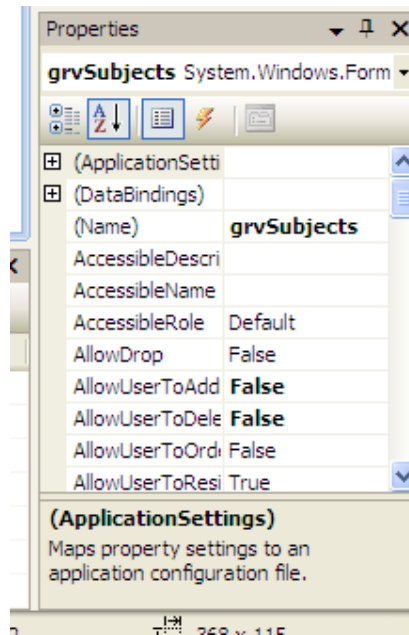 Properties
grvSubjects System.Windows.Form
(ApplicationSetti
(DataBindings)
(Name) grvSubjects
AccessibleDescri
AccessibleName
AccessibleRole Default
AllowDrop False
AllowUserToAdd False
AllowUserToDele False
AllowUserToOrd False
AllowUserToResi True
(ApplicationSettings)
Maps property settings to an
application configuration file.
368 x 115